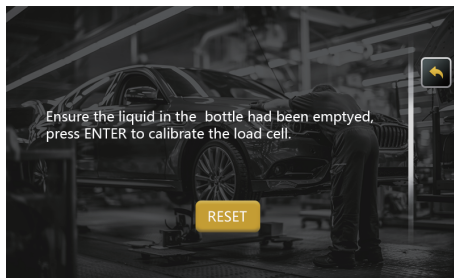 Ensure the liquid in the bottle had been emptyed,
press ENTER to calibrate the load cell.
RESET